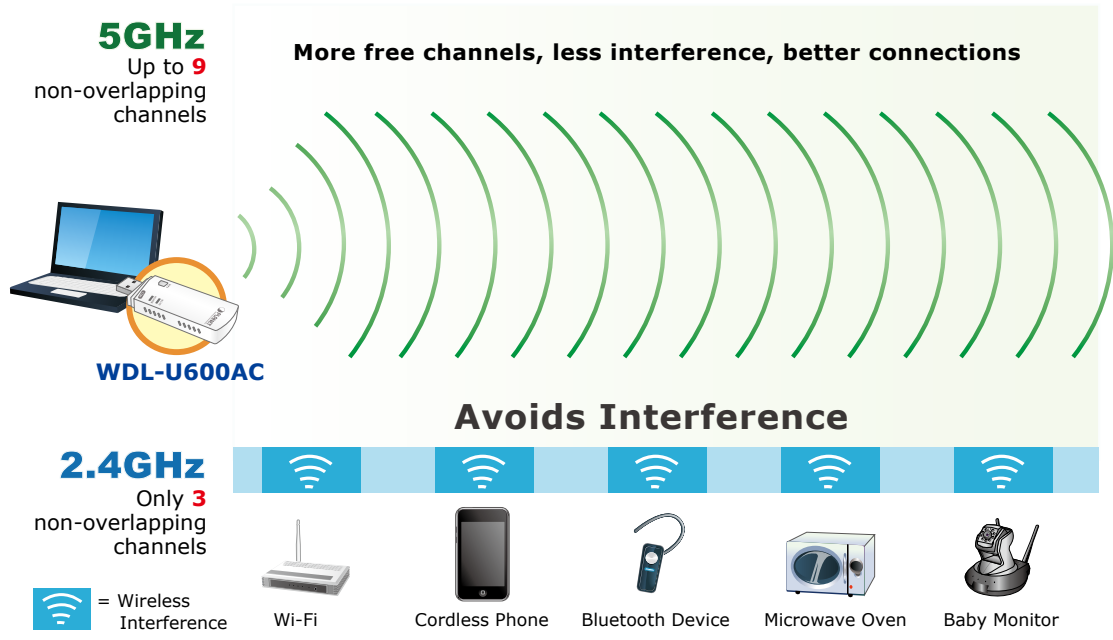 5GHz
Up to 9
non-overlapping
channels
More free channels, less interference, better connections
WDL-U600AC
Avoids Interference
2.4GHz
Only 3
non-overlapping
channels
= Wireless
Interference
Wi-Fi
Cordless Phone
Bluetooth Device
Microwave Oven
Baby Monitor